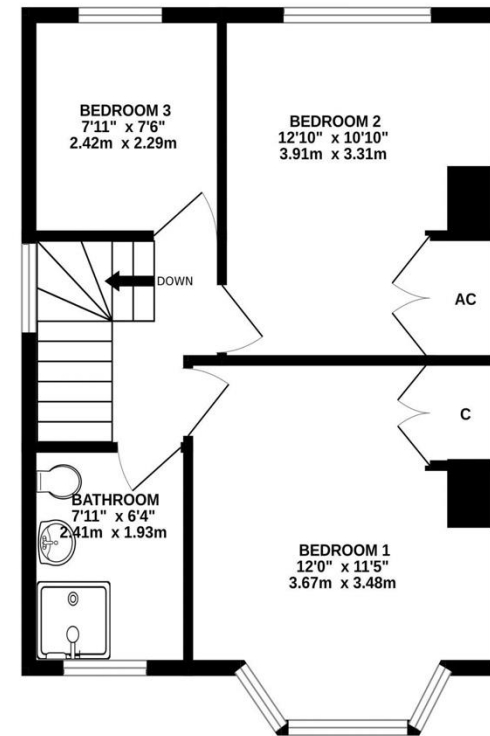 BEDROOM 3
7'11" x 7'6"
2.42m x 2.29m
BEDROOM 2
12'10" x 10'10"
3.91m x 3.31m
DOWN
AC
C
BATHROOM
7'11" x 6'4"
2.41m x 1.93m
BEDROOM 1
12'0" x 11'5"
3.67m x 3.48m